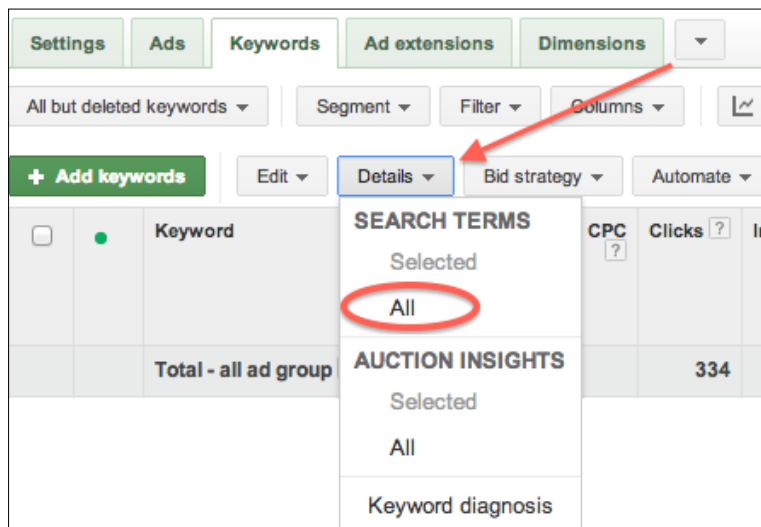 Settings Ads Keywords Ad extensions Dimensions
All but deleted keywords Segment Filter Columns
+ Add keywords Edit Details Bid strategy Automate
Keyword SEARCH TERMS CPC ? Clicks ?
Selected
All
Total - all ad group AUCTION INSIGHTS 334
Selected
All
Keyword diagnosis